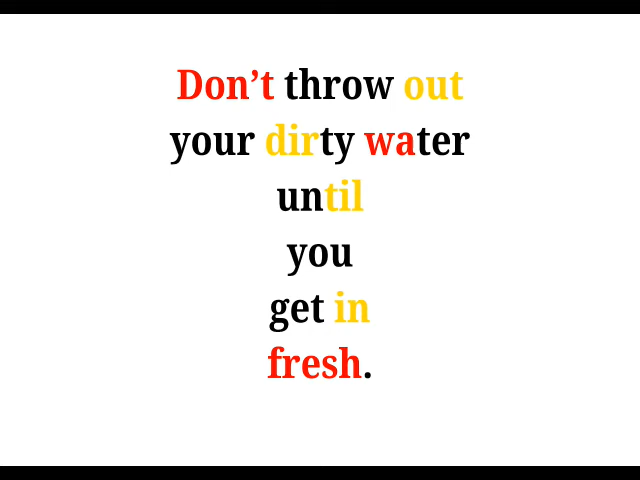 Don’t throw out
your dirty water
until
you
get in
fresh.